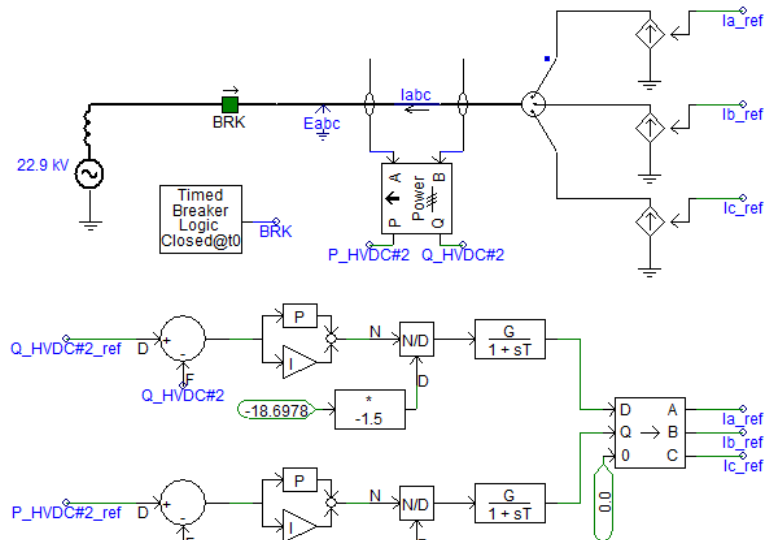 Ia_ref
BRK
Eabc
Iabc
Ib_ref
22.9 kV
A
B
Power
P
Q
Timed
Breaker
Logic
Closed@t0
BRK
P_HVDC#2
Q_HVDC#2
Ic_ref
Q_HVDC#2_ref
D
+
-
F
Q_HVDC#2
P
I
N
N/D
D
G
1 + sT
-18.6978
*
-1.5
D
Q
0
A
B
C
Ia_ref
Ib_ref
Ic_ref
0.0
P_HVDC#2_ref
D
+
-
P
I
N
N/D
G
1 + sT